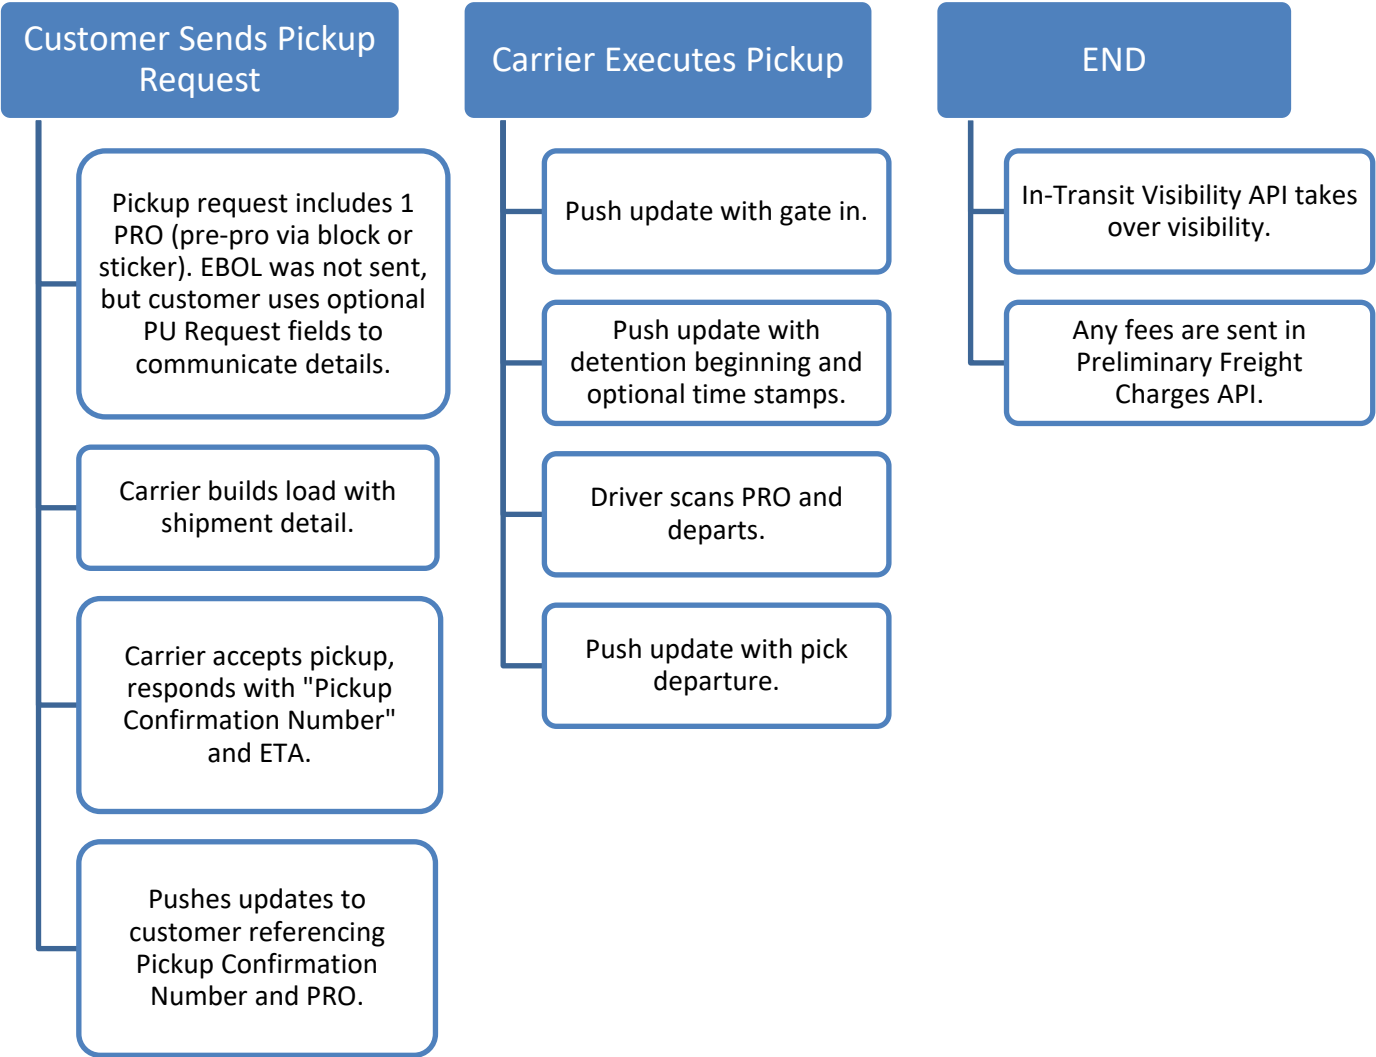 Customer Sends Pickup
Request
Pickup request includes 1
PRO (pre-pro via block or
sticker). EBOL was not sent,
but customer uses optional
PU Request fields to
communicate details.
Carrier builds load with
shipment detail.
Carrier accepts pickup,
responds with "Pickup
Confirmation Number"
and ETA.
Pushes updates to
customer referencing
Pickup Confirmation
Number and PRO.
Carrier Executes Pickup
Push update with gate in.
Push update with
detention beginning and
optional time stamps.
Driver scans PRO and
departs.
Push update with pick
departure.
END
In-Transit Visibility API takes
over visibility.
Any fees are sent in
Preliminary Freight
Charges API.